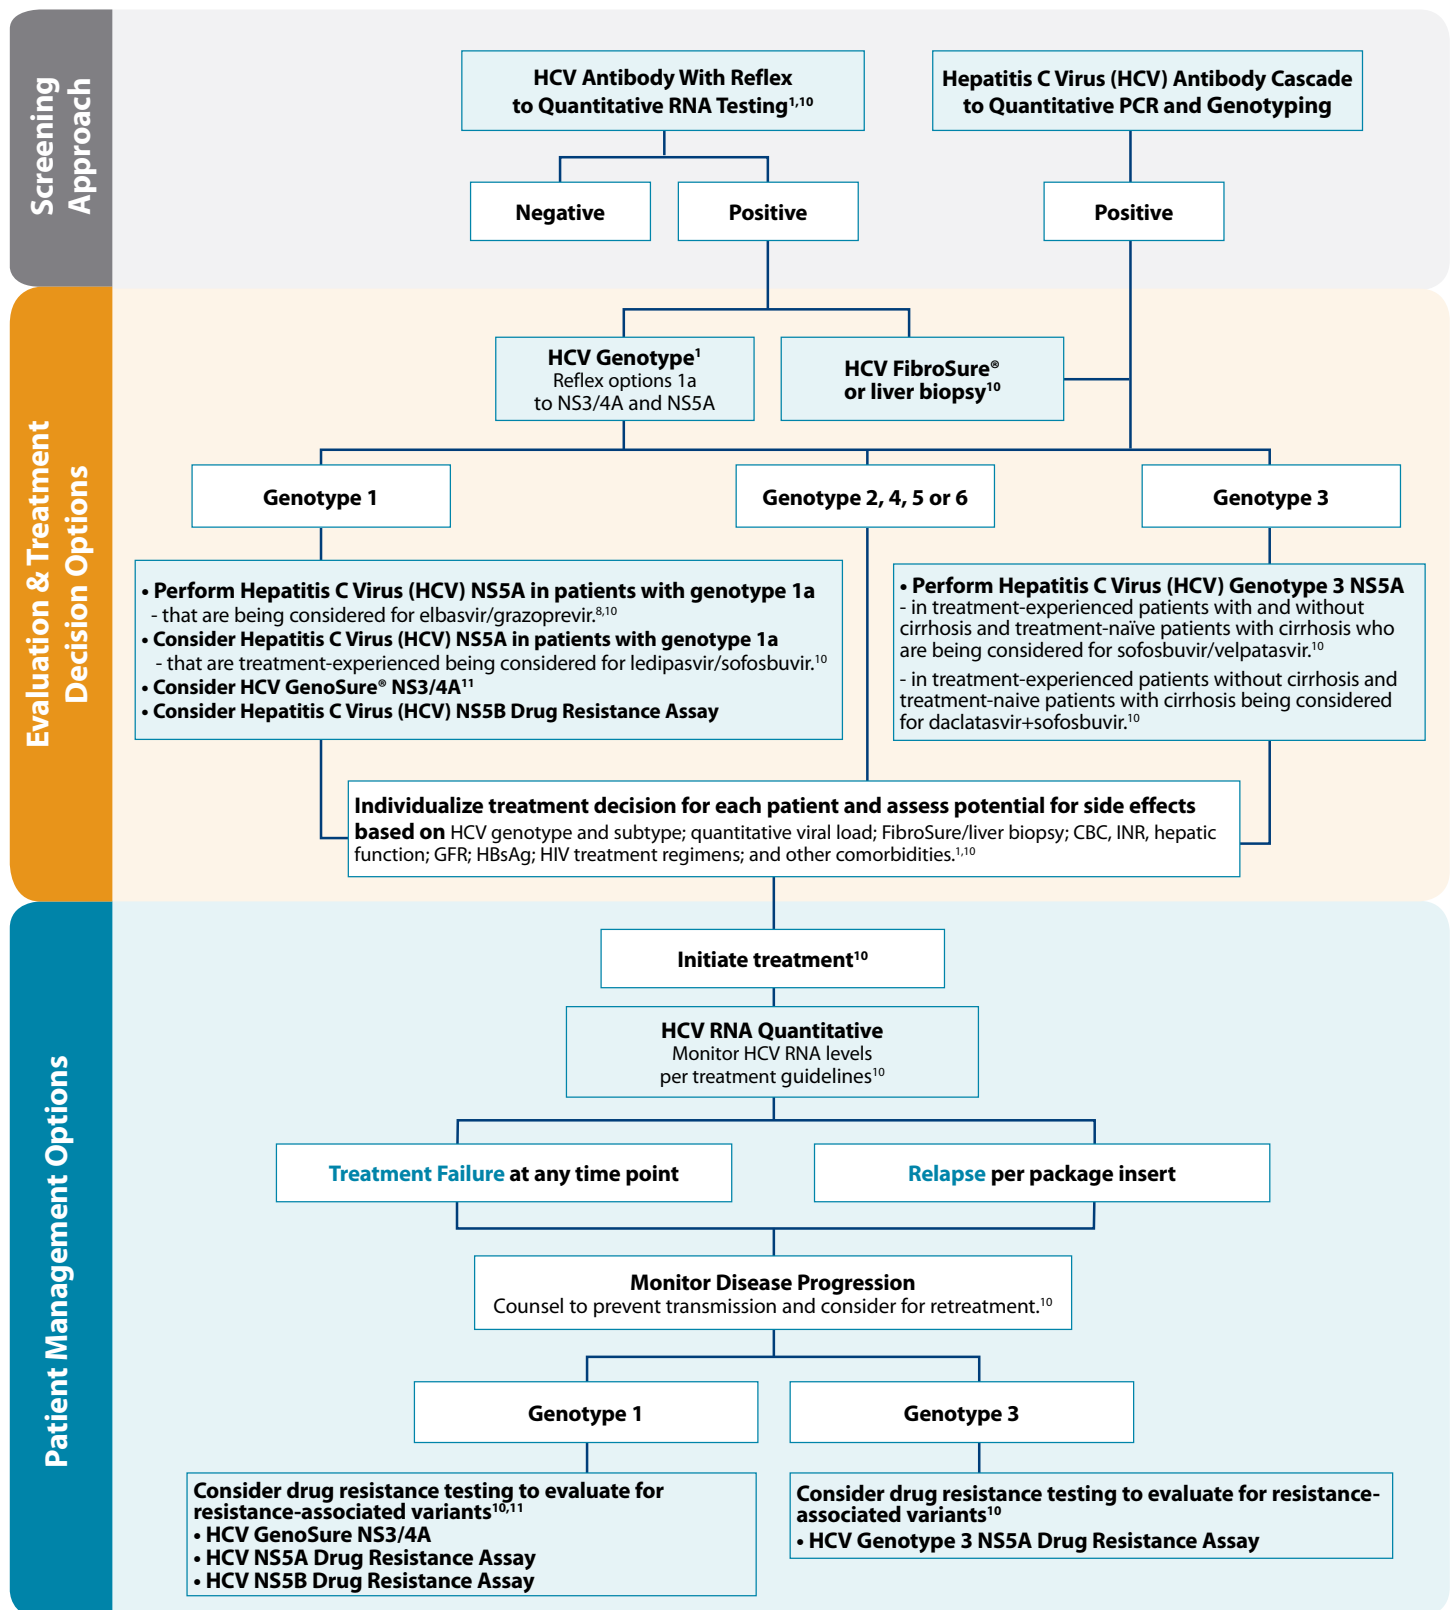 Screening
Approach
HCV Antibody With Reflex
to Quantitative RNA Testing1,10
Hepatitis C Virus (HCV) Antibody Cascade
to Quantitative PCR and Genotyping
Negative
Positive
Positive
Evaluation & Treatment
Decision Options
HCV Genotype1
Reflex options 1a
to NS3/4A and NS5A
HCV FibroSure®
or liver biopsy10
Genotype 1
Genotype 2, 4, 5 or 6
Genotype 3
• Perform Hepatitis C Virus (HCV) NS5A in patients with genotype 1a
- that are being considered for elbasvir/grazoprevir.8,10
• Consider Hepatitis C Virus (HCV) NS5A in patients with genotype 1a
- that are treatment-experienced being considered for ledipasvir/sofosbuvir.10
• Consider HCV GenoSure® NS3/4A11
• Consider Hepatitis C Virus (HCV) NS5B Drug Resistance Assay
• Perform Hepatitis C Virus (HCV) Genotype 3 NS5A
- in treatment-experienced patients with and without
cirrhosis and treatment-naïve patients with cirrhosis who
are being considered for sofosbuvir/velpatasvir.10
- in treatment-experienced patients without cirrhosis and
treatment-naive patients with cirrhosis being considered
for daclatasvir+sofosbuvir.10
Individualize treatment decision for each patient and assess potential for side effects
based on HCV genotype and subtype; quantitative viral load; FibroSure/liver biopsy; CBC, INR, hepatic
function; GFR; HBsAg; HIV treatment regimens; and other comorbidities.1,10
Patient Management Options
Initiate treatment10
HCV RNA Quantitative
Monitor HCV RNA levels
per treatment guidelines10
Treatment Failure at any time point
Relapse per package insert
Monitor Disease Progression
Counsel to prevent transmission and consider for retreatment.10
Genotype 1
Genotype 3
Consider drug resistance testing to evaluate for
resistance-associated variants10,11
• HCV GenoSure NS3/4A
• HCV NS5A Drug Resistance Assay
• HCV NS5B Drug Resistance Assay
Consider drug resistance testing to evaluate for resistance-
associated variants10
• HCV Genotype 3 NS5A Drug Resistance Assay